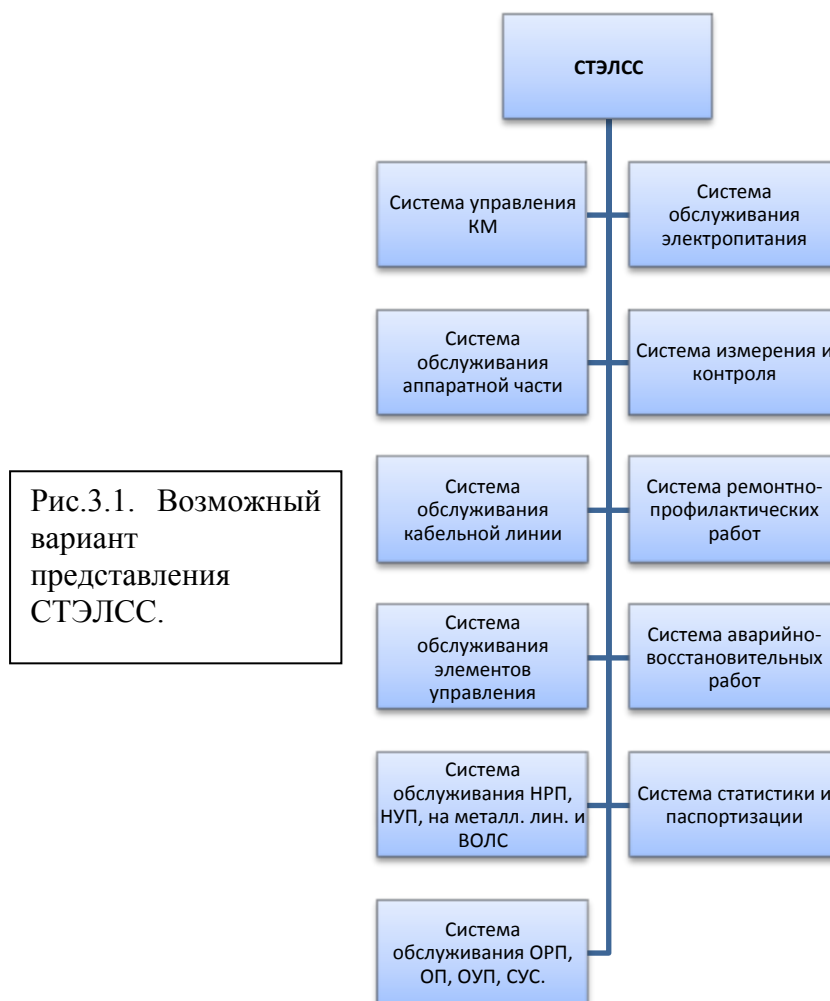 СТЭЛСС
Система управления
КМ
Система
обслуживания
электропитания
Система
обслуживания
аппаратной части
Система измерения и
контроля
Система
обслуживания
кабельной линии
Система ремонтно-
профилактических
работ
Рис.3.1. Возможный
вариант
представления
СТЭЛСС.
Система
обслуживания
элементов
управления
Система аварийно-
восстановительных
работ
Система
обслуживания НРП,
НУП, на металл. лин. и
ВОЛС
Система статистики и
паспортизации
Система
обслуживания ОРП,
ОП, ОУП, СУС.